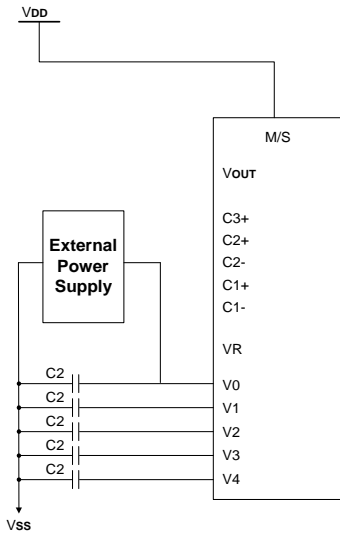 VDD
M/S
VOUT
C3+
C2+
C2-
C1+
C1-
VR
External
Power
Supply
C2 V0
C2 V1
C2 V2
C2 V3
C2 V4
VSS